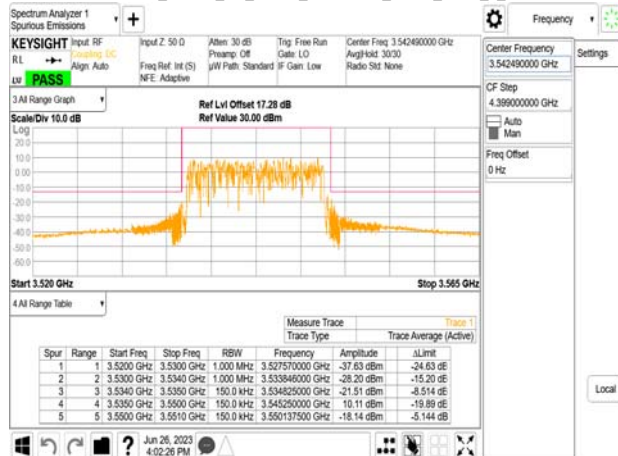 Spectrum Analyzer 1
Spurious Emissions
Frequency
KEYSIGHT
Input: RF
Input Z: 50 Ω
Atten: 30 dB
Trig: Free Run
Center Freq: 3.542490000 GHz
RL
Coupling: DC
Preamp: Off
Gate: LO
Avg|Hold: 30/30
Align: Auto
Freq Ref: Int (S)
µW Path: Standard
IF Gain: Low
Radio Std: None
LXI
PASS
NFE: Adaptive
Center Frequency
3.542490000 GHz
Settings
CF Step
4.399000000 GHz
Auto
Man
Freq Offset
0 Hz
3 All Range Graph
Ref Lvl Offset 17.28 dB
Scale/Div 10.0 dB
Ref Value 30.00 dBm
Log
20.0
10.0
0.00
-10.0
-20.0
-30.0
-40.0
-50.0
-60.0
Start 3.520 GHz
Stop 3.565 GHz
4 All Range Table
Measure Trace Trace 1
Trace Type Trace Average (Active)
Spur Range Start Freq Stop Freq RBW Frequency Amplitude ΔLimit
1 1 3.5200 GHz 3.5300 GHz 1.000 MHz 3.527570000 GHz -37.63 dBm -24.63 dB
2 2 3.5300 GHz 3.5340 GHz 1.000 MHz 3.533846000 GHz -28.20 dBm -15.20 dB
3 3 3.5340 GHz 3.5350 GHz 150.0 kHz 3.534825000 GHz -21.51 dBm -8.514 dB
4 4 3.5350 GHz 3.5500 GHz 150.0 kHz 3.545250000 GHz 10.11 dBm -19.89 dB
5 5 3.5500 GHz 3.5510 GHz 150.0 kHz 3.550137500 GHz -18.14 dBm -5.144 dB
Local
Jun 26, 2023
4:02:26 PM